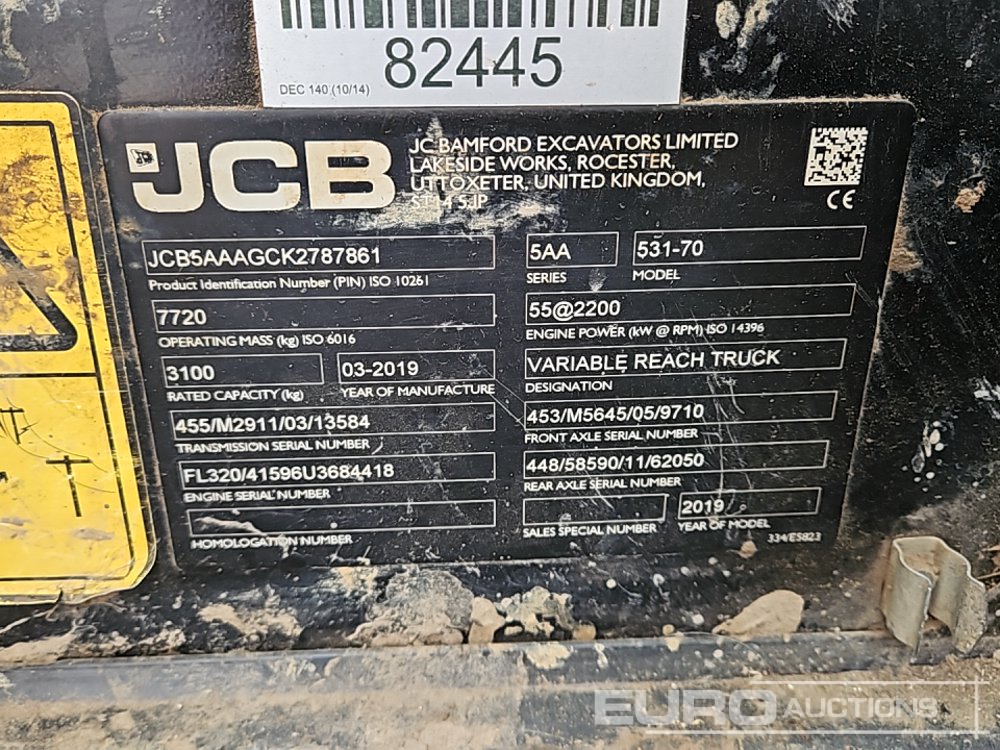 82445
DEC 140 (10/14)
JCB
JC BAMFORD EXCAVATORS LIMITED
LAKESIDE WORKS, ROCESTER,
UTTOXETER, UNITED KINGDOM,
ST14 5JP
CE
JCB5AAAGCK2787861
Product Identification Number (PIN) ISO 10261
5AA
SERIES
531-70
MODEL
7720
OPERATING MASS (kg) ISO 6016
55@2200
ENGINE POWER (kW @ RPM) ISO 14396
3100
RATED CAPACITY (kg)
03-2019
YEAR OF MANUFACTURE
VARIABLE REACH TRUCK
DESIGNATION
455/M2911/03/13584
TRANSMISSION SERIAL NUMBER
453/M5645/05/9710
FRONT AXLE SERIAL NUMBER
FL320/41596U3684418
ENGINE SERIAL NUMBER
448/58590/11/62050
REAR AXLE SERIAL NUMBER
HOMOLOGATION NUMBER
SALES SPECIAL NUMBER
2019
YEAR OF MODEL
334/E5823
EURO AUCTIONS